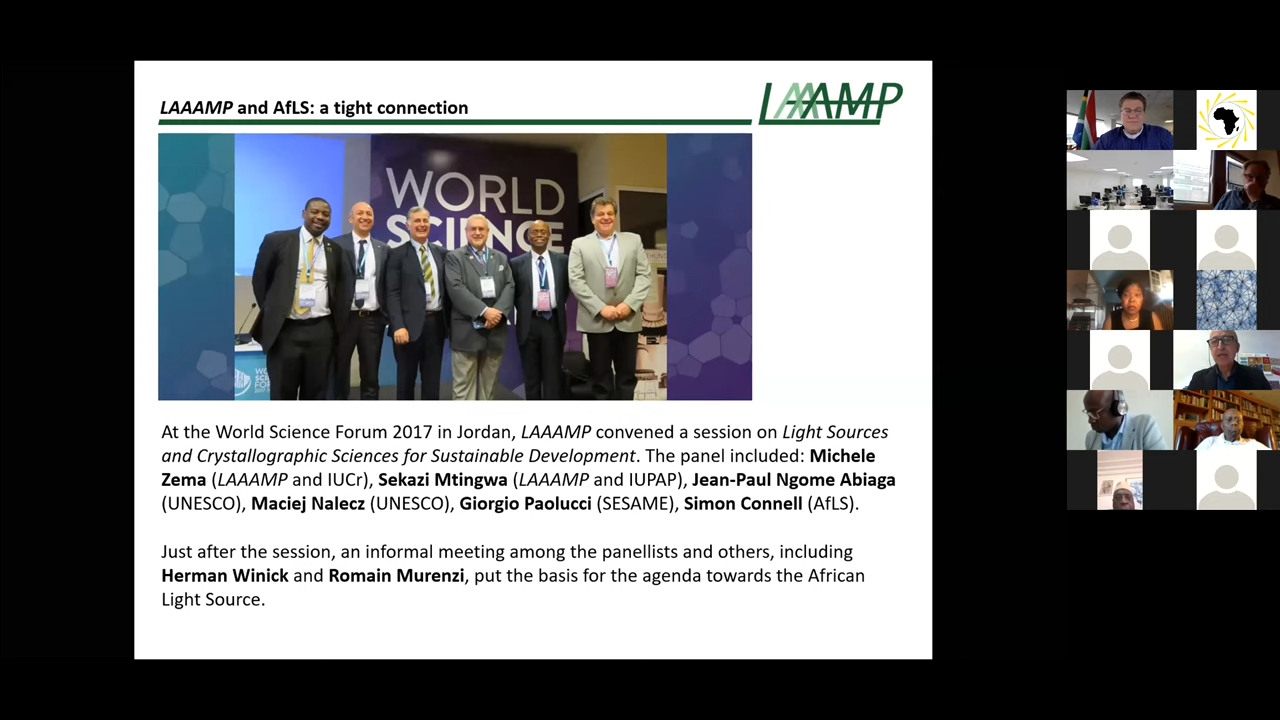 LAAAMP and AfLS: a tight connection
LAAAMP
WORLD
SCIENCE
At the World Science Forum 2017 in Jordan, LAAAMP convened a session on Light Sources
and Crystallographic Sciences for Sustainable Development. The panel included: Michele
Zema (LAAAMP and IUCr), Sekazi Mtingwa (LAAAMP and IUPAP), Jean-Paul Ngome Abiaga
(UNESCO), Maciej Nalecz (UNESCO), Giorgio Paolucci (SESAME), Simon Connell (AfLS).
Just after the session, an informal meeting among the panellists and others, including
Herman Winick and Romain Murenzi, put the basis for the agenda towards the African
Light Source.